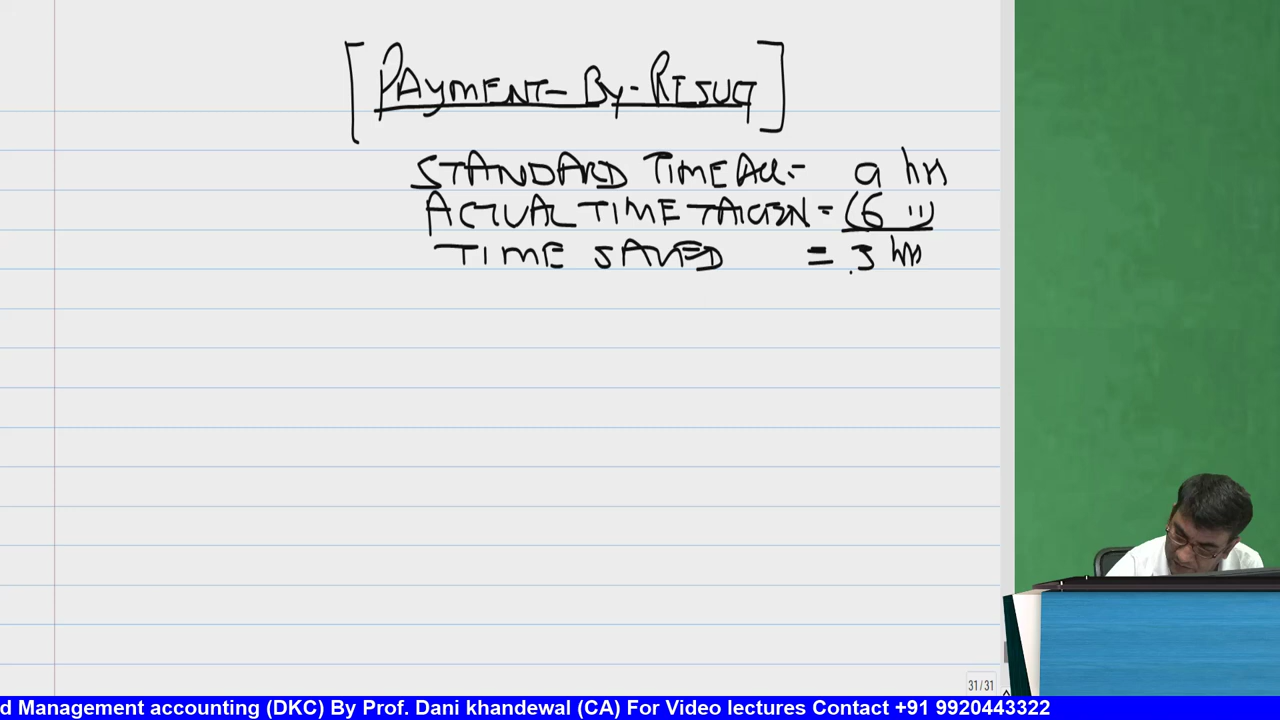 [PAYMENT-BY-RESULT]
STANDARD TIME ALL= 9 hrs
ACTUAL TIME TAKEN = (6 ")
TIME SAVED = 3 hrs
31/31
d Management accounting (DKC) By Prof. Dani khandewal (CA) For Video lectures Contact +91 9920443322